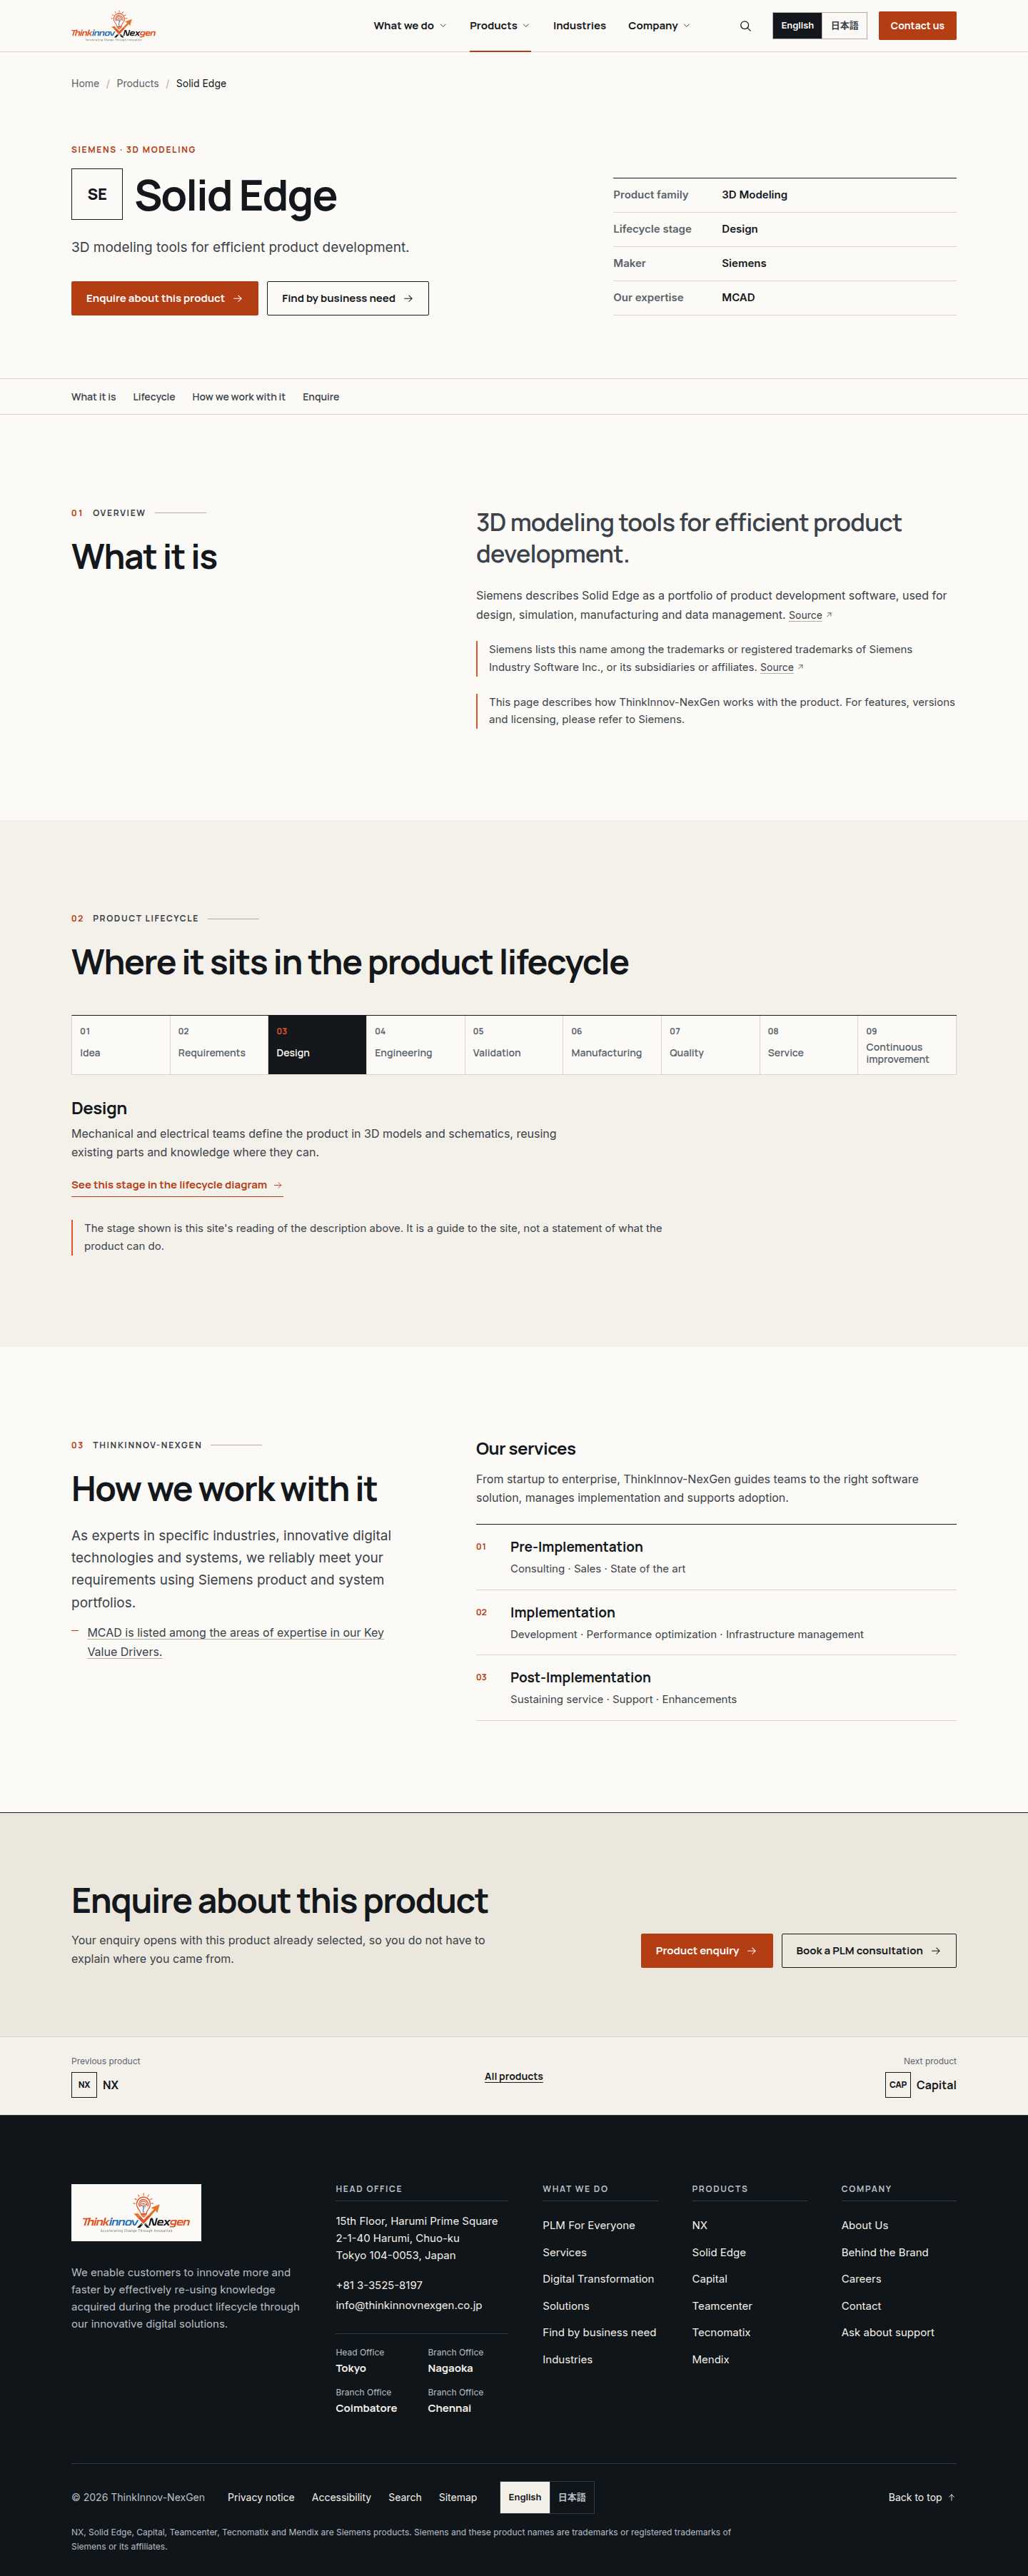 ThinkinnovXNexgen
Accelerating Change Through Innovation
What we do
Products
Industries
Company
English
日本語
Contact us
Home / Products / Solid Edge
SIEMENS · 3D MODELING
SE
Solid Edge
3D modeling tools for efficient product development.
Enquire about this product →
Find by business need →
Product family 3D Modeling
Lifecycle stage Design
Maker Siemens
Our expertise MCAD
What it is
Lifecycle
How we work with it
Enquire
01 OVERVIEW
What it is
3D modeling tools for efficient product
development.
Siemens describes Solid Edge as a portfolio of product development software, used for
design, simulation, manufacturing and data management. Source ↗
Siemens lists this name among the trademarks or registered trademarks of Siemens
Industry Software Inc., or its subsidiaries or affiliates. Source ↗
This page describes how ThinkInnov-NexGen works with the product. For features, versions
and licensing, please refer to Siemens.
02 PRODUCT LIFECYCLE
Where it sits in the product lifecycle
01
Idea
02
Requirements
03
Design
04
Engineering
05
Validation
06
Manufacturing
07
Quality
08
Service
09
Continuous
improvement
Design
Mechanical and electrical teams define the product in 3D models and schematics, reusing
existing parts and knowledge where they can.
See this stage in the lifecycle diagram →
The stage shown is this site's reading of the description above. It is a guide to the site, not a statement of what the
product can do.
03 THINKINNOV-NEXGEN
How we work with it
As experts in specific industries, innovative digital
technologies and systems, we reliably meet your
requirements using Siemens product and system
portfolios.
MCAD is listed among the areas of expertise in our Key
Value Drivers.
Our services
From startup to enterprise, ThinkInnov-NexGen guides teams to the right software
solution, manages implementation and supports adoption.
01 Pre-Implementation
Consulting · Sales · State of the art
02 Implementation
Development · Performance optimization · Infrastructure management
03 Post-Implementation
Sustaining service · Support · Enhancements
Enquire about this product
Your enquiry opens with this product already selected, so you do not have to
explain where you came from.
Product enquiry →
Book a PLM consultation →
Previous product
NX NX
All products
Next product
CAP Capital
ThinkinnovXNexgen
Accelerating Change Through Innovation
We enable customers to innovate more and
faster by effectively re-using knowledge
acquired during the product lifecycle through
our innovative digital solutions.
HEAD OFFICE
15th Floor, Harumi Prime Square
2-1-40 Harumi, Chuo-ku
Tokyo 104-0053, Japan
+81 3-3525-8197
info@thinkinnovnexgen.co.jp
Head Office
Tokyo
Branch Office
Nagaoka
Branch Office
Coimbatore
Branch Office
Chennai
WHAT WE DO
PLM For Everyone
Services
Digital Transformation
Solutions
Find by business need
Industries
PRODUCTS
NX
Solid Edge
Capital
Teamcenter
Tecnomatix
Mendix
COMPANY
About Us
Behind the Brand
Careers
Contact
Ask about support
© 2026 ThinkInnov-NexGen
Privacy notice
Accessibility
Search
Sitemap
English
日本語
Back to top ↑
NX, Solid Edge, Capital, Teamcenter, Tecnomatix and Mendix are Siemens products. Siemens and these product names are trademarks or registered trademarks of
Siemens or its affiliates.